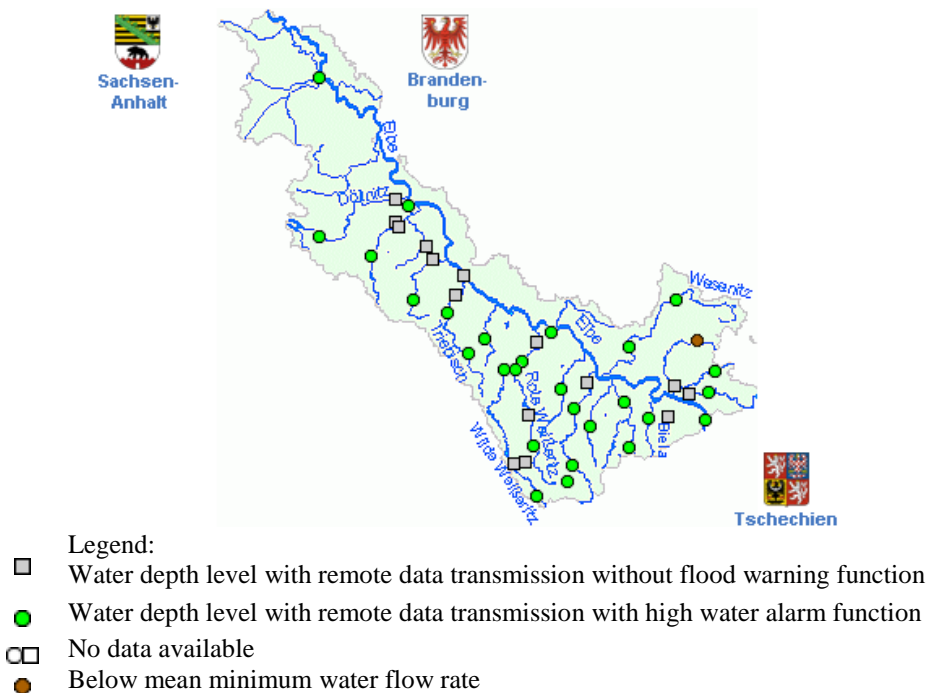 Sachsen-
Anhalt
Branden-
burg
Elbe
Döllnitz
Wesenitz
Elbe
Triebisch
Rote Weißeritz
Wilde Weißeritz
Biela
Tschechien
Legend:
Water depth level with remote data transmission without flood warning function
Water depth level with remote data transmission with high water alarm function
No data available
Below mean minimum water flow rate